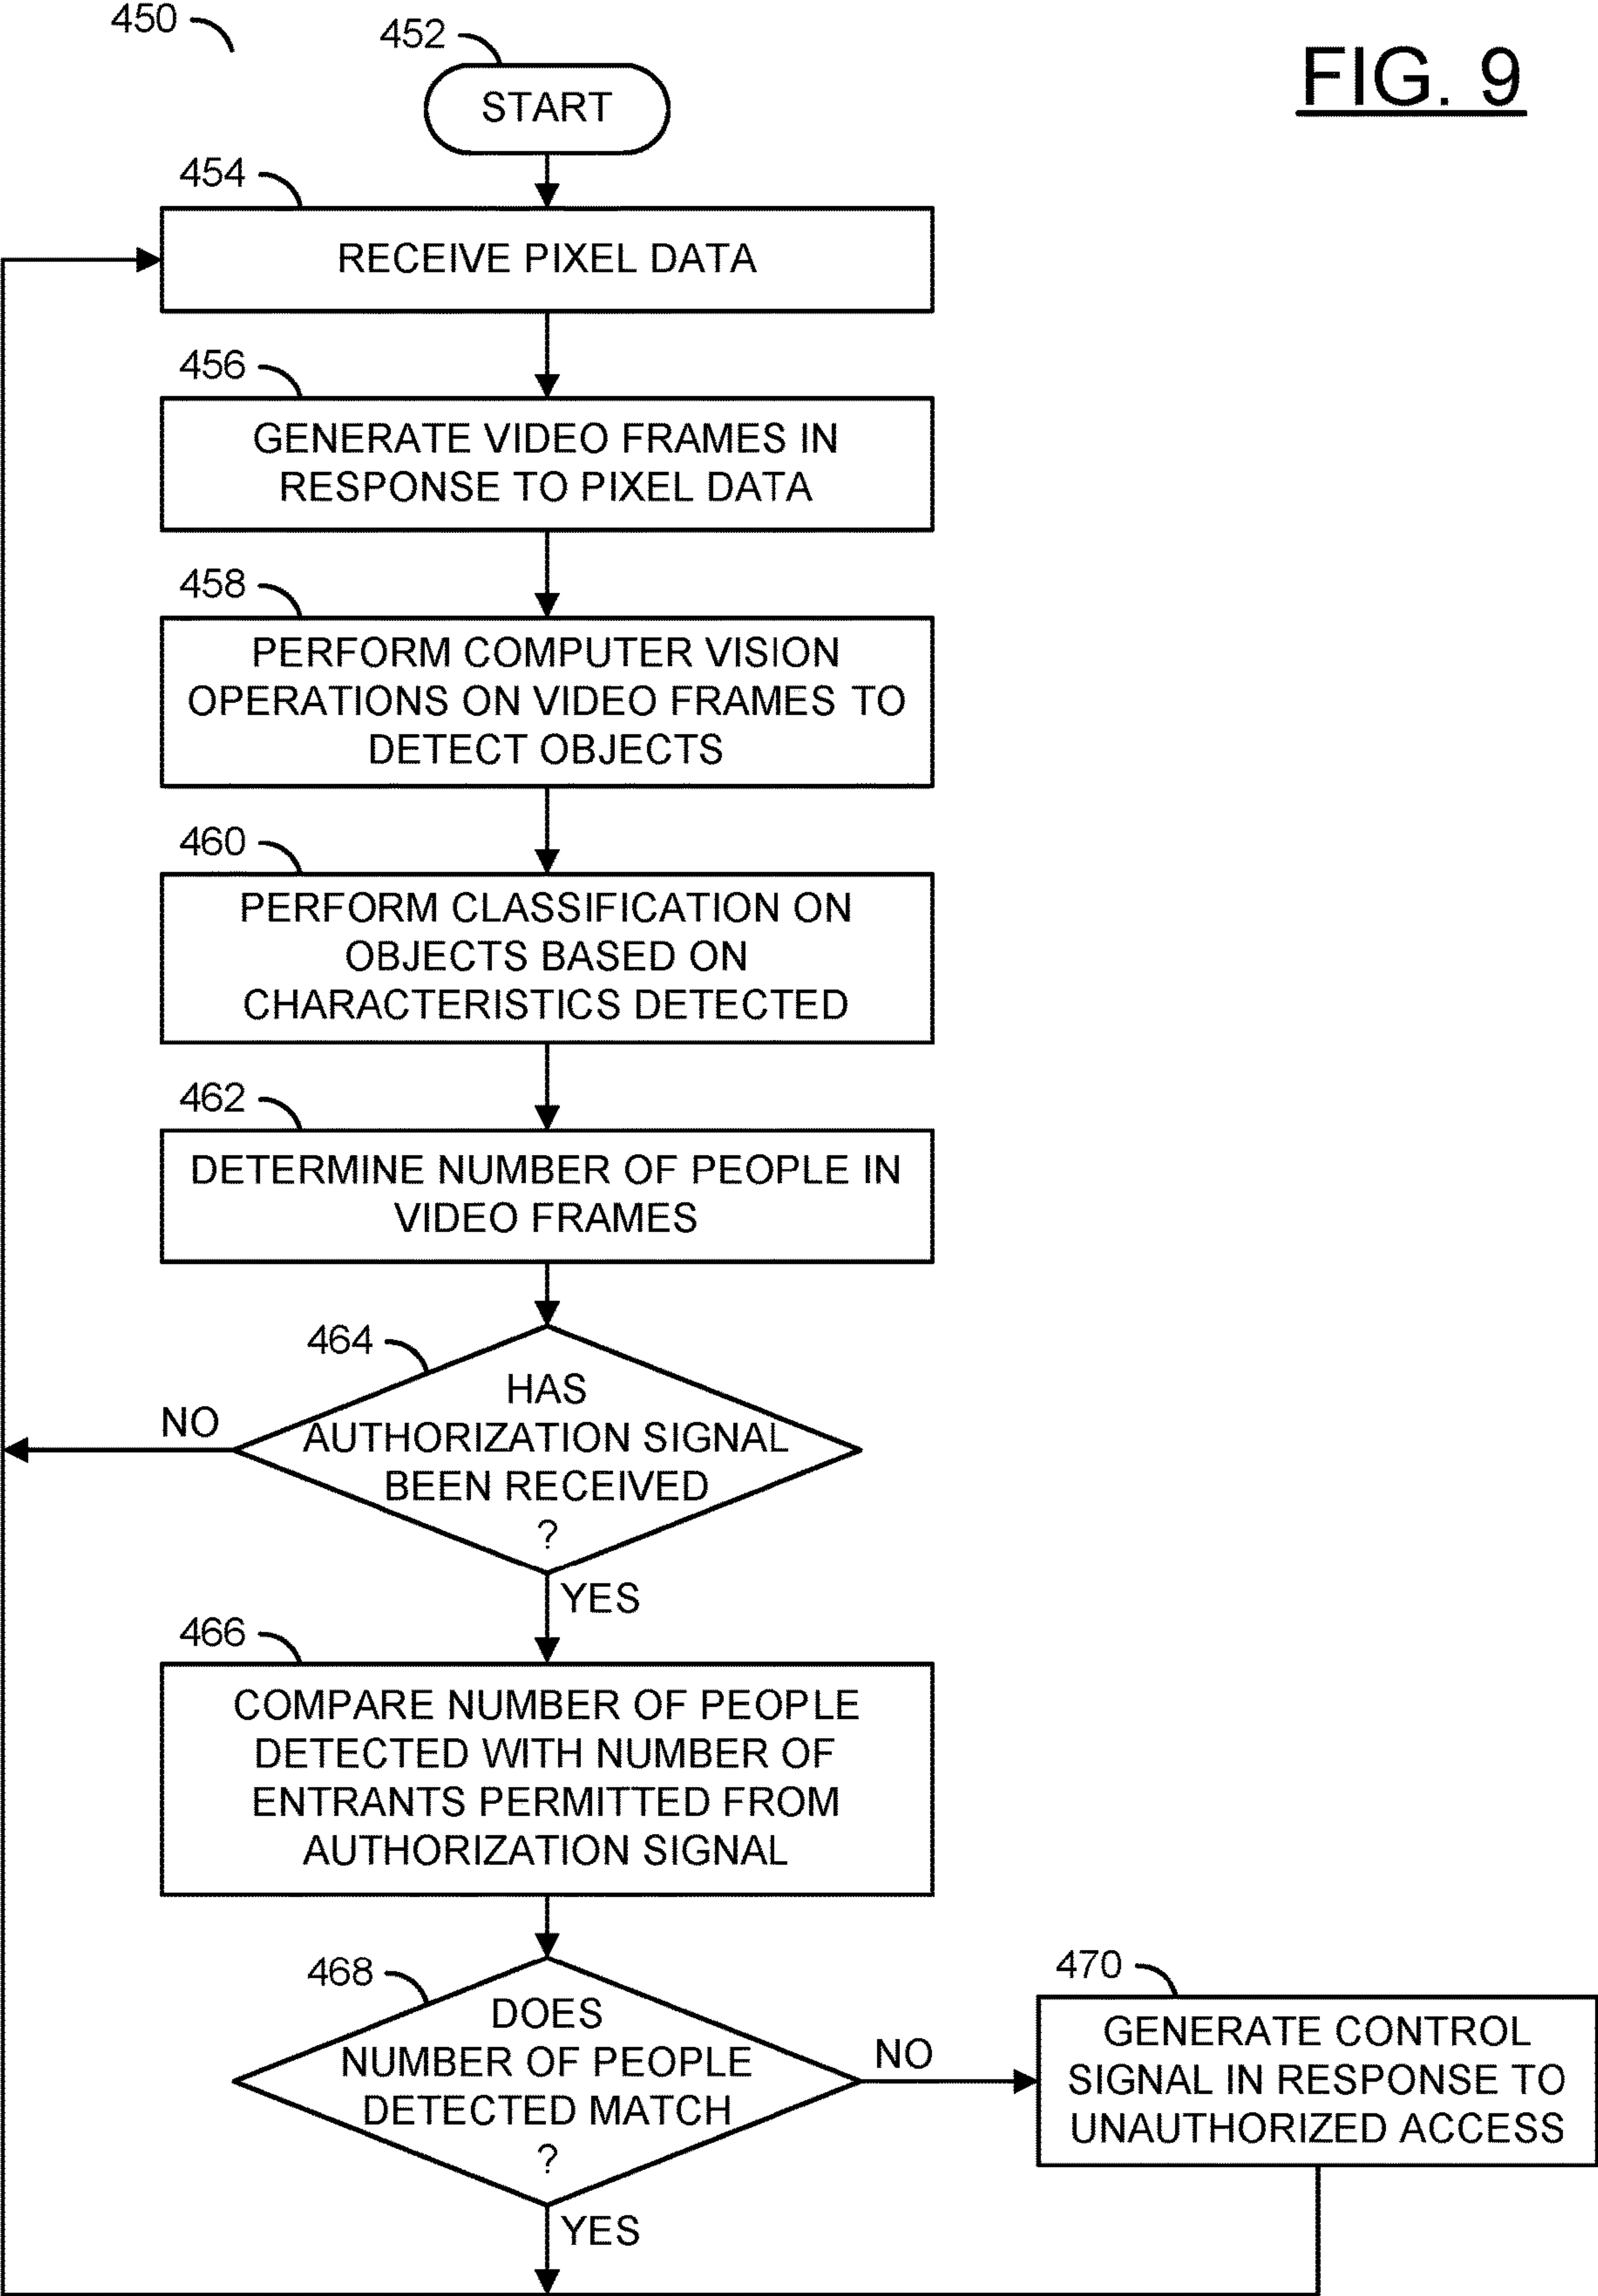 450
452
FIG. 9
START
454
RECEIVE PIXEL DATA
456
GENERATE VIDEO FRAMES IN
RESPONSE TO PIXEL DATA
458
PERFORM COMPUTER VISION
OPERATIONS ON VIDEO FRAMES TO
DETECT OBJECTS
460
PERFORM CLASSIFICATION ON
OBJECTS BASED ON
CHARACTERISTICS DETECTED
462
DETERMINE NUMBER OF PEOPLE IN
VIDEO FRAMES
464
HAS
AUTHORIZATION SIGNAL
BEEN RECEIVED
?
NO
YES
466
COMPARE NUMBER OF PEOPLE
DETECTED WITH NUMBER OF
ENTRANTS PERMITTED FROM
AUTHORIZATION SIGNAL
468
DOES
NUMBER OF PEOPLE
DETECTED MATCH
?
NO
YES
470
GENERATE CONTROL
SIGNAL IN RESPONSE TO
UNAUTHORIZED ACCESS